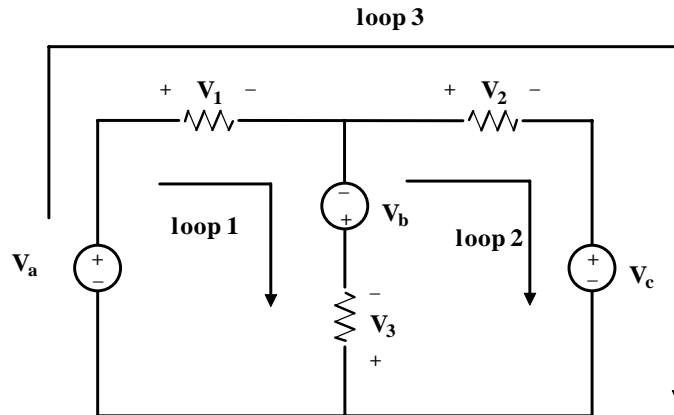 loop 3
+ V1 −
+ V2 −
loop 1
−
+
Vb
loop 2
Va
+
−
+
−
Vc
−
V3
+